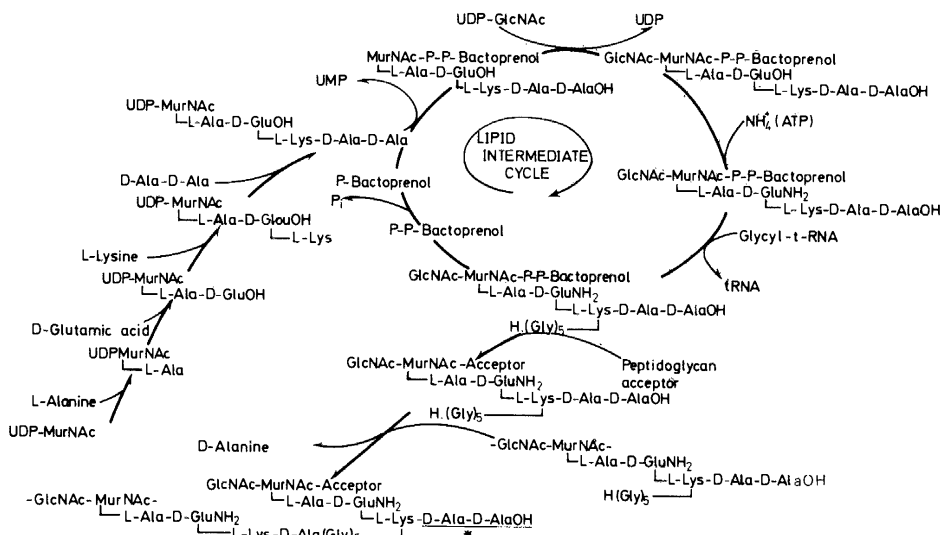 UDP-GlcNAc
UDP
MurNAc-P-P-Bactoprenol
L-Ala-D-GluOH
L-Lys-D-Ala-D-AlaOH
GlcNAc-MurNAc-P-P-Bactoprenol
L-Ala-D-GluOH
L-Lys-D-Ala-D-AlaOH
UMP
UDP-MurNAc
L-Ala-D-GluOH
L-Lys-D-Ala-D-Ala
NH4+(ATP)
LIPID
INTERMEDIATE
CYCLE
D-Ala-D-Ala
P-Bactoprenol
GlcNAc-MurNAc-P-P-Bactoprenol
L-Ala-D-GluNH2
L-Lys-D-Ala-D-AlaOH
UDP-MurNAc
L-Ala-D-GlouOH
L-Lys
Pi
P-P-Bactoprenol
Glycyl-t-RNA
tRNA
L-Lysine
UDP-MurNAc
L-Ala-D-GluOH
GlcNAc-MurNAc-P-P-Bactoprenol
L-Ala-D-GluNH2
L-Lys-D-Ala-D-AlaOH
H.(Gly)5
D-Glutamic acid
UDPMurNAc
L-Ala
GlcNAc-MurNAc-Acceptor
L-Ala-D-GluNH2
L-Lys-D-Ala-D-AlaOH
H.(Gly)5
Peptidoglycan
acceptor
L-Alanine
UDP-MurNAc
D-Alanine
-GlcNAc-MurNAc-
L-Ala-D-GluNH2
L-Lys-D-Ala-D-AlaOH
H(Gly)5
GlcNAc-MurNAc-Acceptor
L-Ala-D-GluNH2
L-Lys-D-Ala-D-AlaOH
*
-GlcNAc-MurNAc-
L-Ala-D-GluNH2
L-Lys-D-Ala(Gly)5